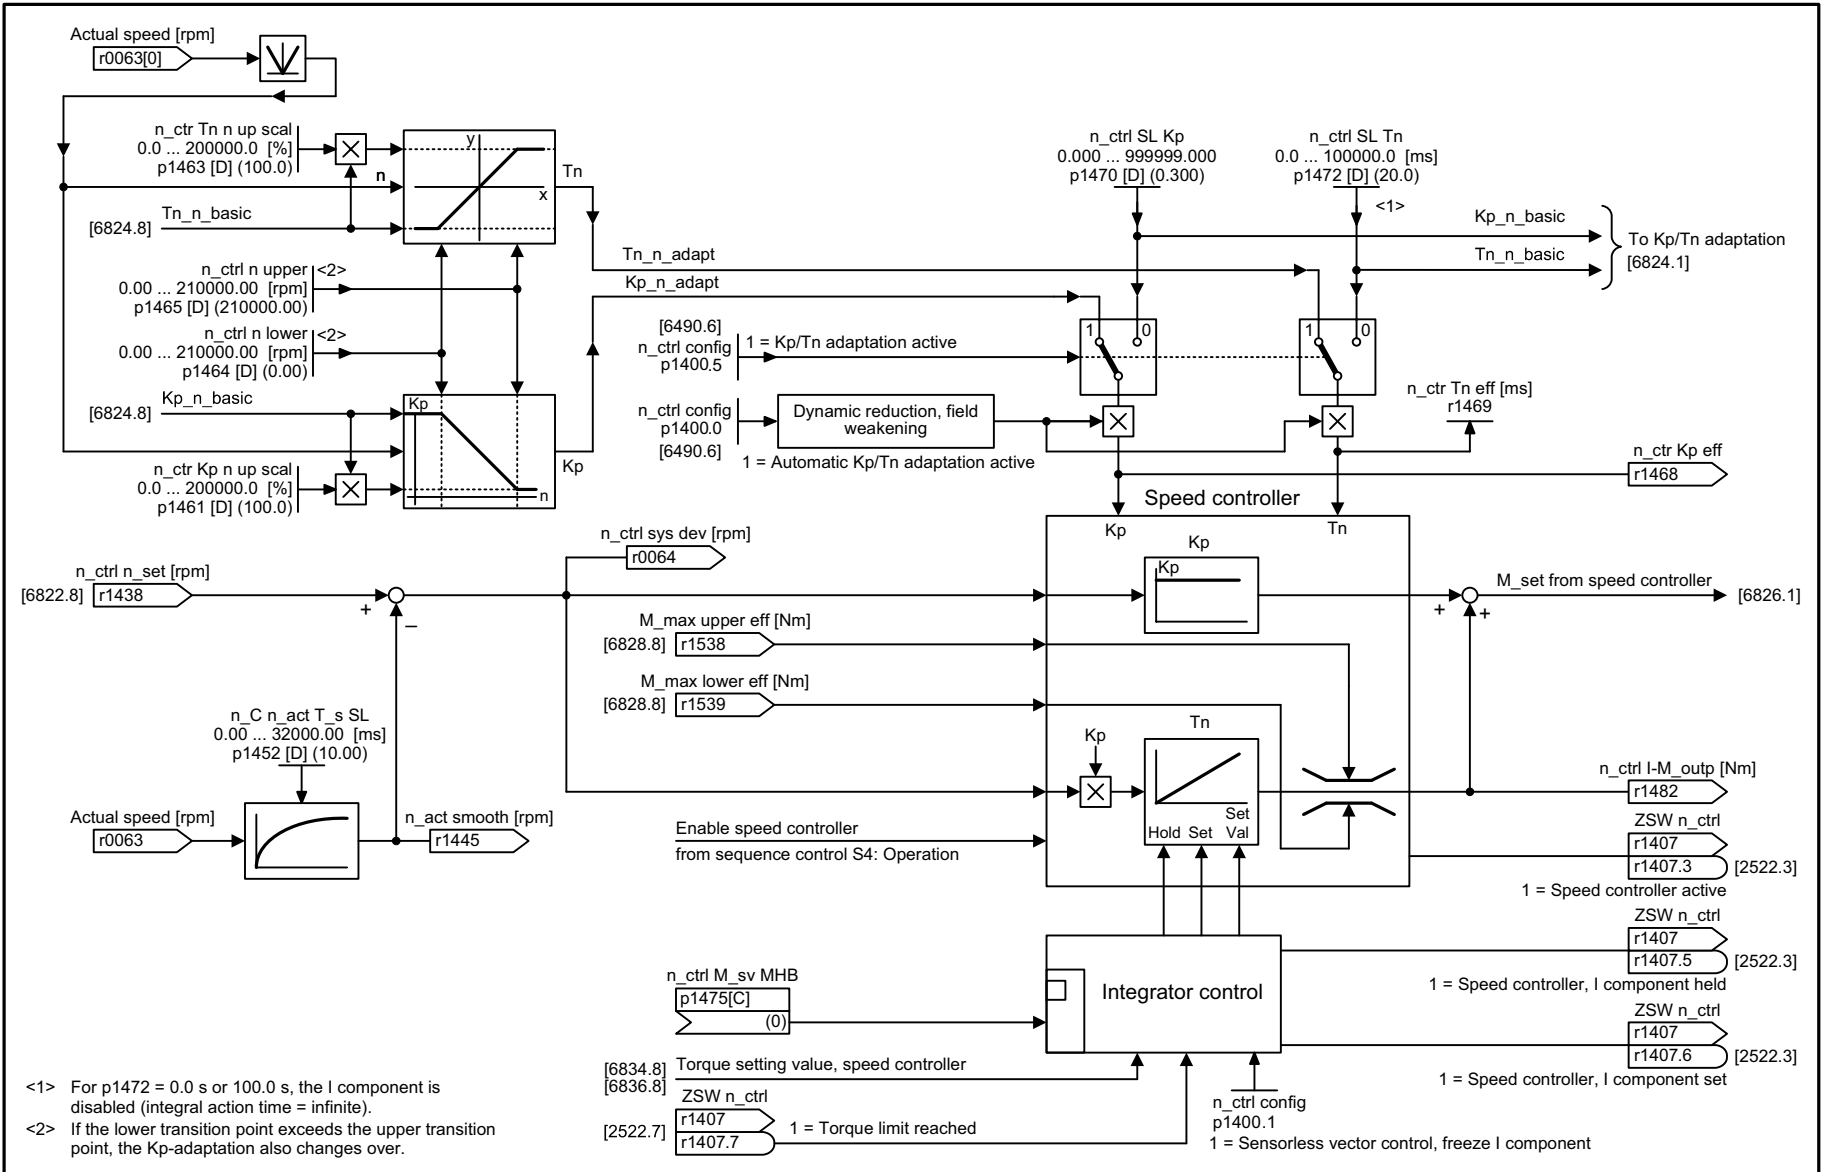 Actual speed [rpm]
r0063[0]
n_ctr Tn n up scal
0.0 ... 200000.0 [%]
p1463 [D] (100.0)
y
n
x
Tn
[6824.8]
Tn_n_basic
n_ctrl n upper
<2>
0.00 ... 210000.00 [rpm]
p1465 [D] (210000.00)
n_ctrl n lower
<2>
0.00 ... 210000.00 [rpm]
p1464 [D] (0.00)
[6824.8]
Kp_n_basic
Kp
n
Kp
n_ctr Kp n up scal
0.0 ... 200000.0 [%]
p1461 [D] (100.0)
Tn_n_adapt
Kp_n_adapt
n_ctrl SL Kp
0.000 ... 999999.000
p1470 [D] (0.300)
n_ctrl SL Tn
0.0 ... 100000.0 [ms]
p1472 [D] (20.0)
<1>
Kp_n_basic
Tn_n_basic
To Kp/Tn adaptation
[6824.1]
[6490.6]
n_ctrl config
p1400.5
1 = Kp/Tn adaptation active
1
0
1
0
n_ctrl config
p1400.0
[6490.6]
Dynamic reduction, field
weakening
1 = Automatic Kp/Tn adaptation active
n_ctr Tn eff [ms]
r1469
n_ctr Kp eff
r1468
Speed controller
Kp
Tn
n_ctrl sys dev [rpm]
r0064
n_ctrl n_set [rpm]
[6822.8]
r1438
+
–
Kp
Kp
M_set from speed controller
+
+
[6826.1]
M_max upper eff [Nm]
[6828.8]
r1538
M_max lower eff [Nm]
[6828.8]
r1539
n_C n_act T_s SL
0.00 ... 32000.00 [ms]
p1452 [D] (10.00)
Actual speed [rpm]
r0063
n_act smooth [rpm]
r1445
Kp
Tn
Hold
Set
Set
Val
n_ctrl I-M_outp [Nm]
r1482
Enable speed controller
from sequence control S4: Operation
ZSW n_ctrl
r1407
r1407.3
[2522.3]
1 = Speed controller active
ZSW n_ctrl
r1407
r1407.5
[2522.3]
1 = Speed controller, I component held
n_ctrl M_sv MHB
p1475[C]
(0)
Integrator control
ZSW n_ctrl
r1407
r1407.6
[2522.3]
1 = Speed controller, I component set
[6834.8]
[6836.8]
Torque setting value, speed controller
ZSW n_ctrl
r1407
[2522.7]
r1407.7
1 = Torque limit reached
n_ctrl config
p1400.1
1 = Sensorless vector control, freeze I component
<1> For p1472 = 0.0 s or 100.0 s, the I component is
disabled (integral action time = infinite).
<2> If the lower transition point exceeds the upper transition
point, the Kp-adaptation also changes over.